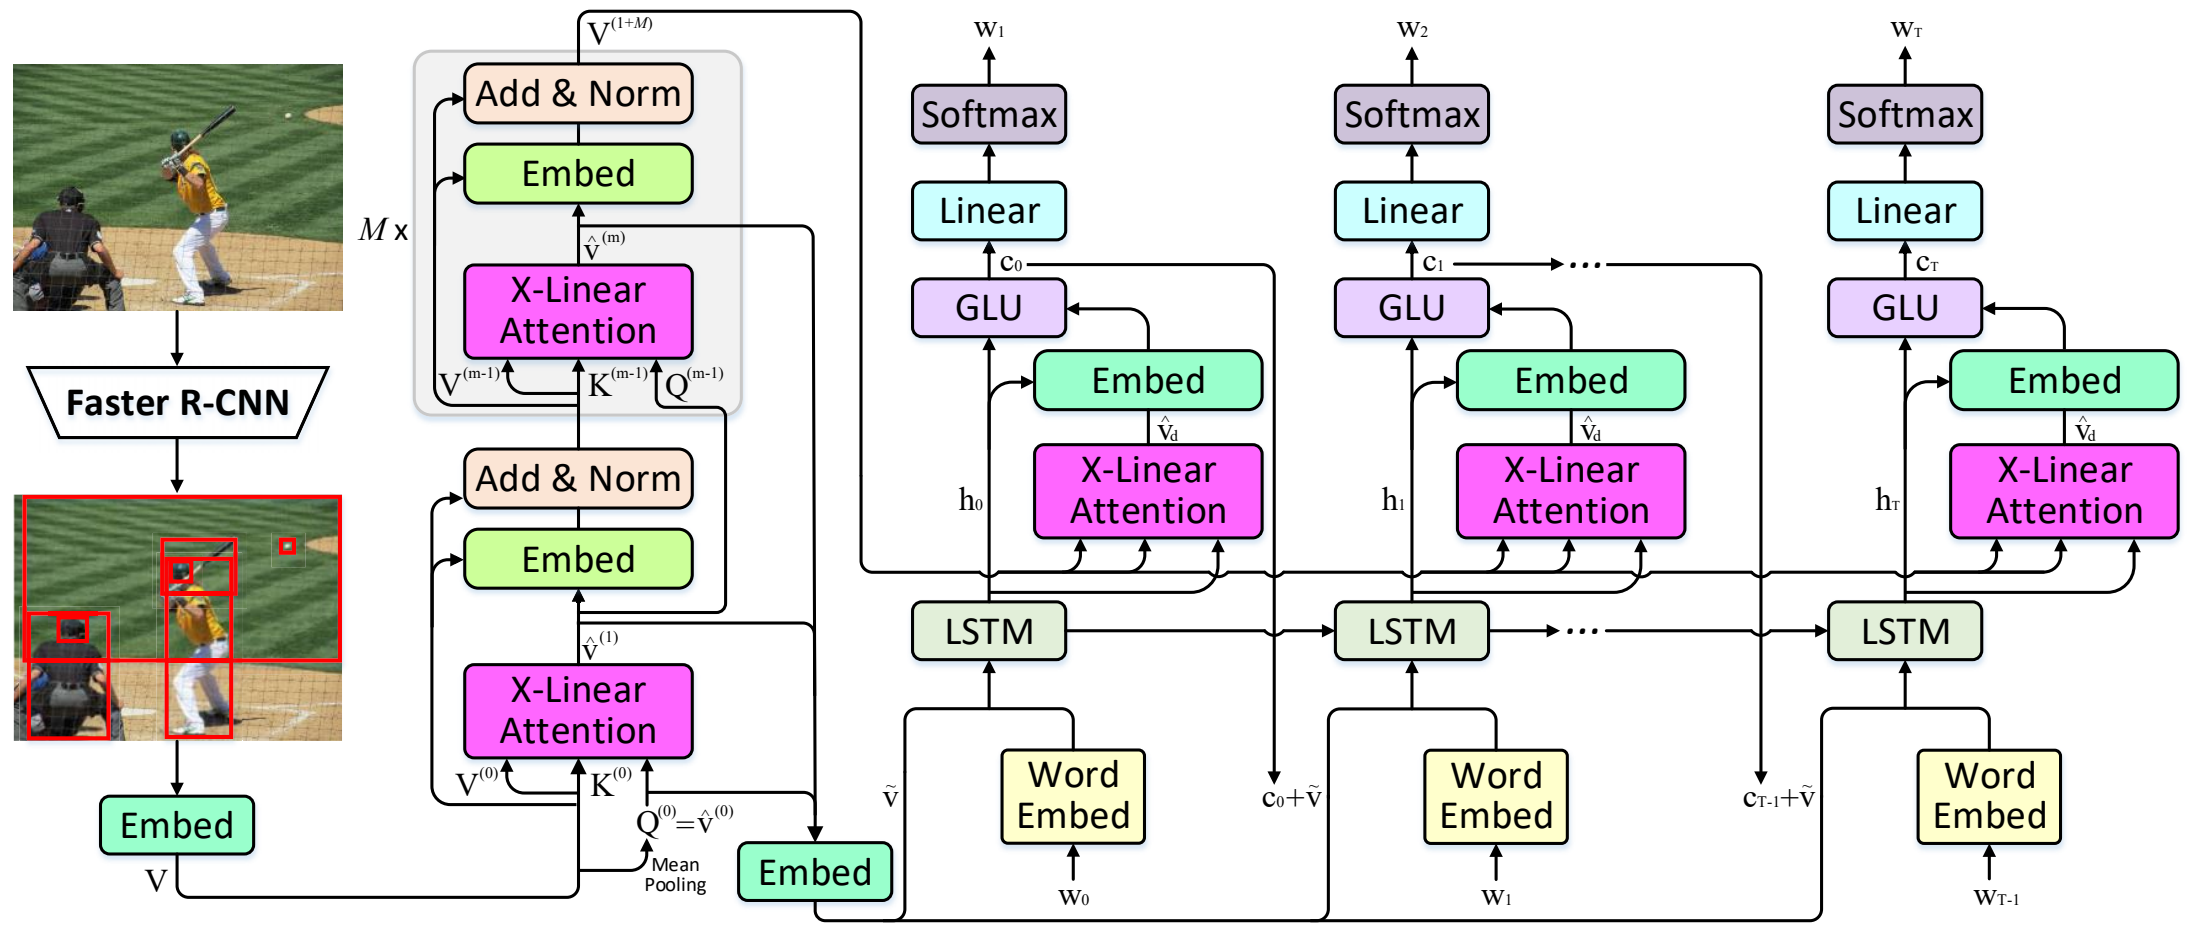 Faster R-CNN
Embed
V
V(1+M)
Add & Norm
Embed
M x
v̂(m)
X-Linear
Attention
V(m-1)
K(m-1)
Q(m-1)
Add & Norm
Embed
v̂(1)
X-Linear
Attention
V(0)
K(0)
Q(0)=v̂(0)
Mean
Pooling
Embed
w1
Softmax
Linear
c0
GLU
Embed
v̂d
X-Linear
Attention
h0
LSTM
ṽ
Word
Embed
w0
c0+ṽ
w2
Softmax
Linear
c1
...
GLU
Embed
v̂d
X-Linear
Attention
h1
LSTM
...
Word
Embed
w1
cT-1+ṽ
wT
Softmax
Linear
cT
GLU
Embed
v̂d
X-Linear
Attention
hT
LSTM
Word
Embed
wT-1